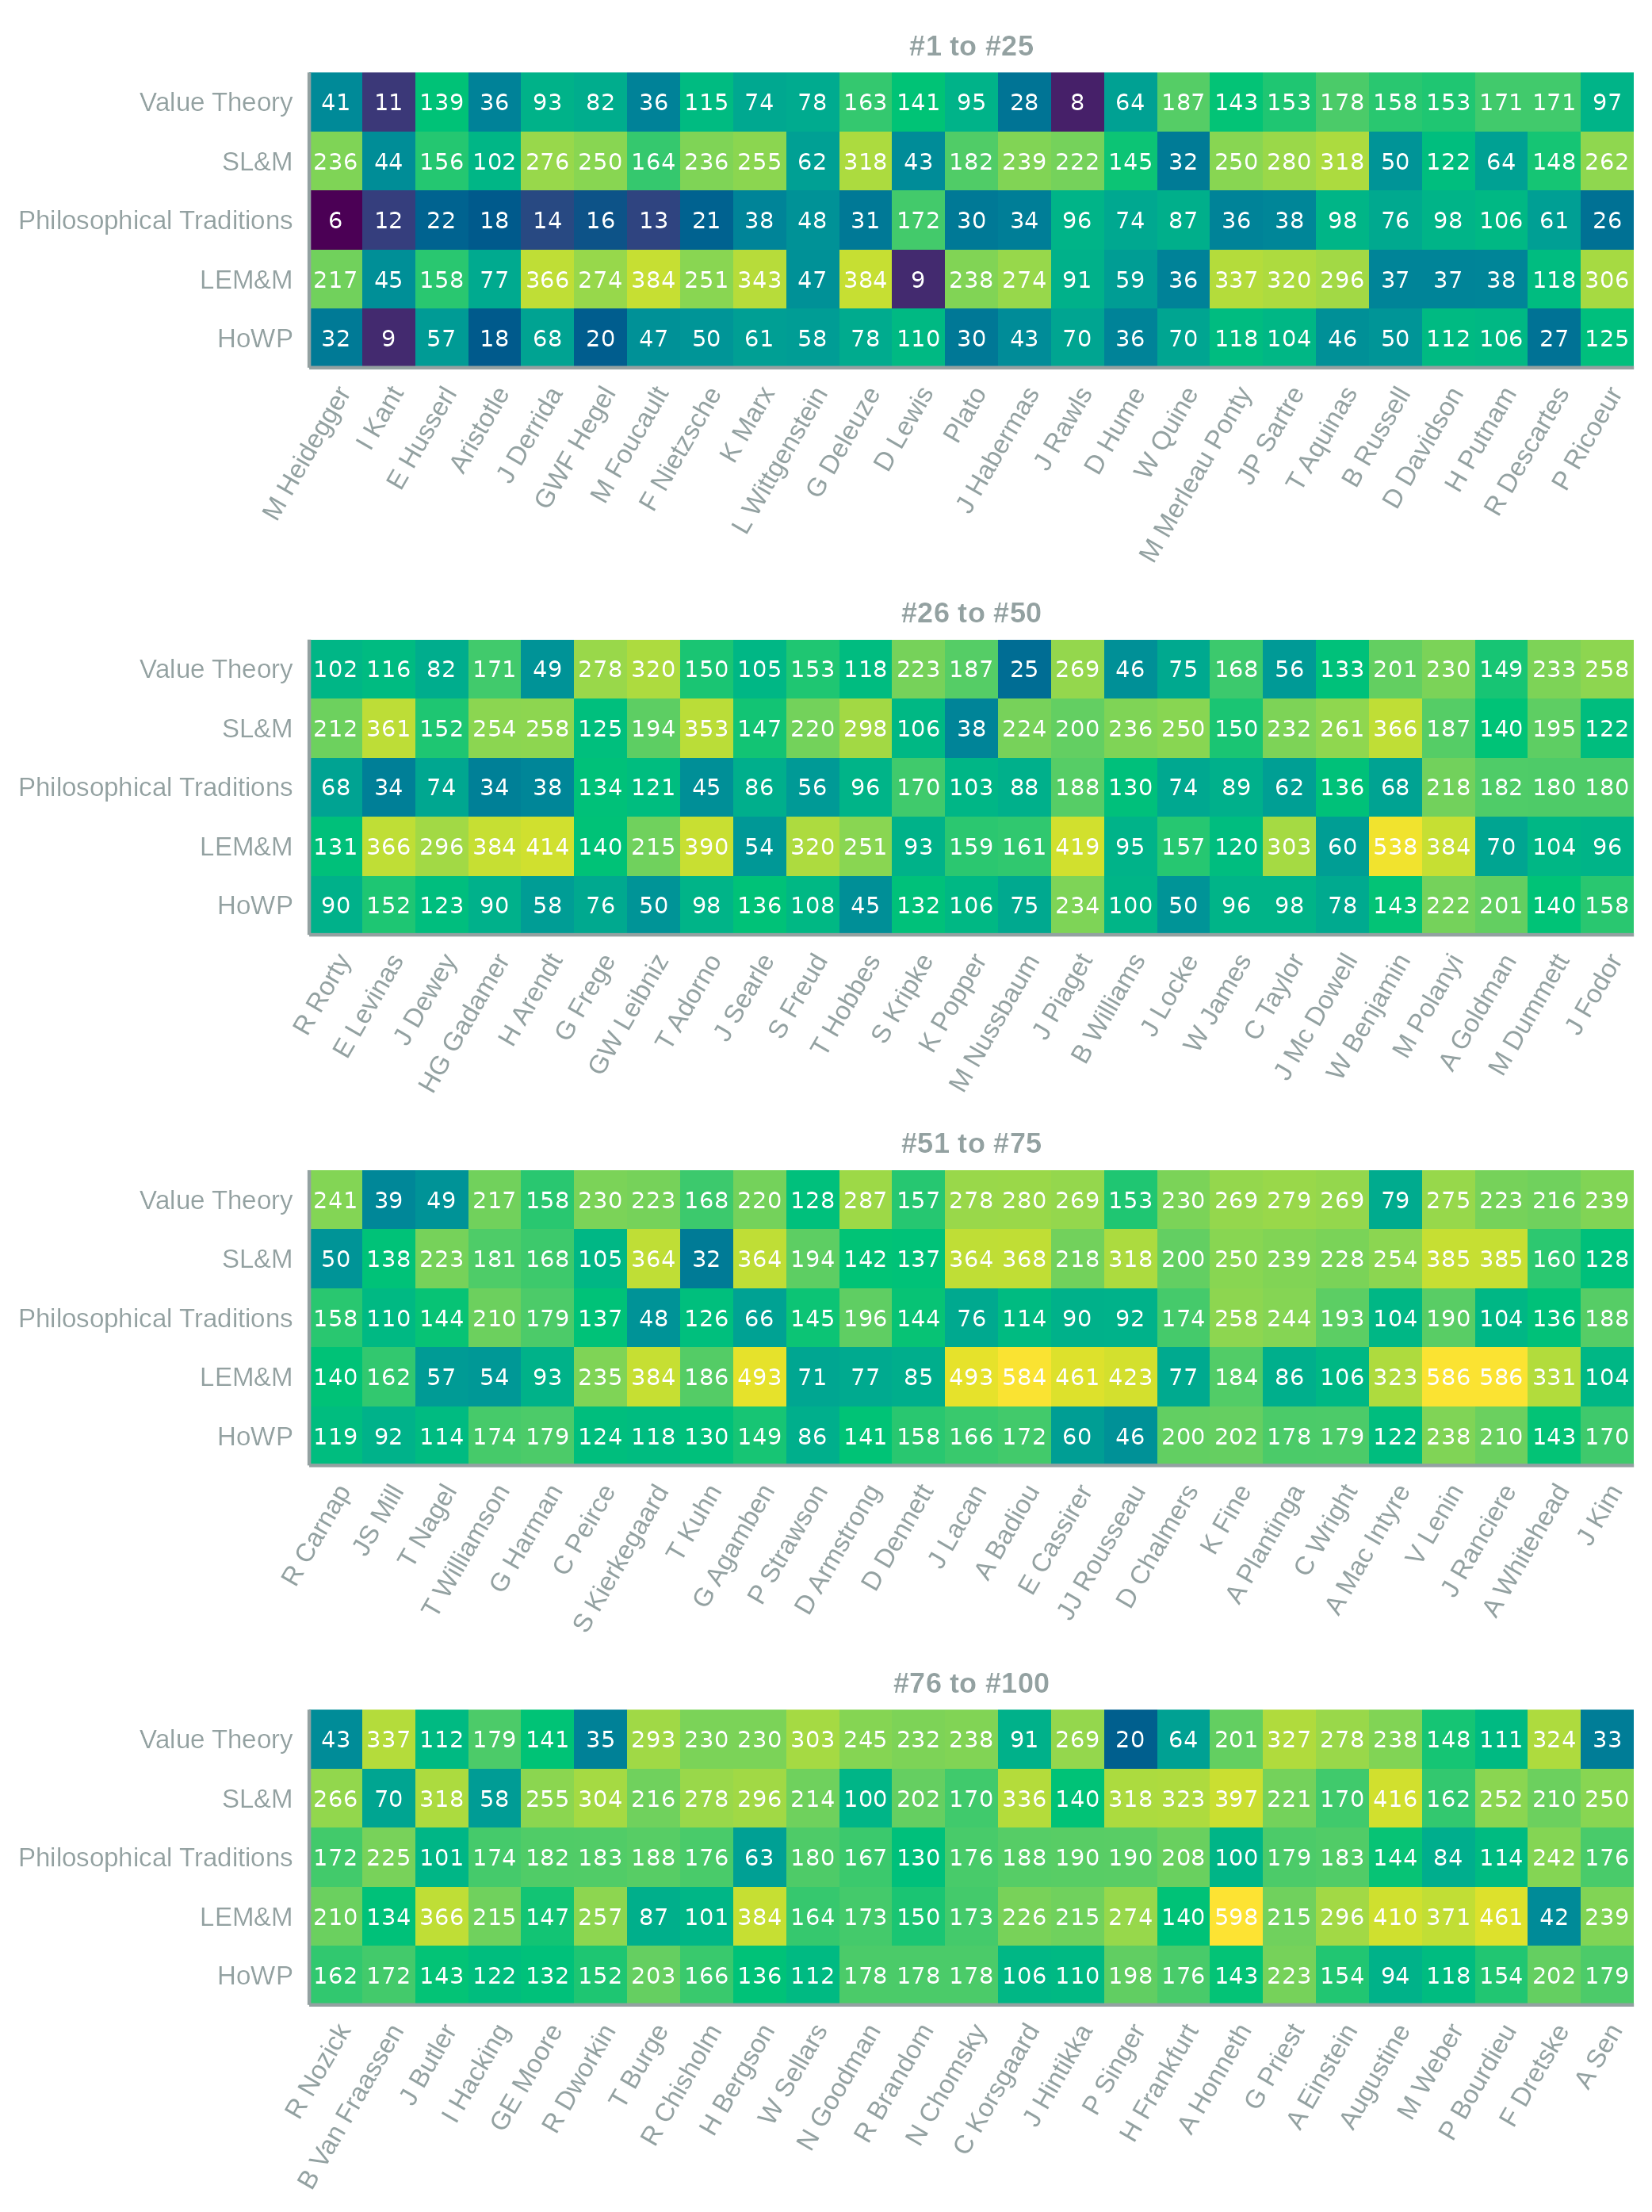 #1 to #25
Value Theory 41 11 139 36 93 82 36 115 74 78 163 141 95 28 8 64 187 143 153 178 158 153 171 171 97
SL&M 236 44 156 102 276 250 164 236 255 62 318 43 182 239 222 145 32 250 280 318 50 122 64 148 262
Philosophical Traditions 6 12 22 18 14 16 13 21 38 48 31 172 30 34 96 74 87 36 38 98 76 98 106 61 26
LEM&M 217 45 158 77 366 274 384 251 343 47 384 9 238 274 91 59 36 337 320 296 37 37 38 118 306
HoWP 32 9 57 18 68 20 47 50 61 58 78 110 30 43 70 36 70 118 104 46 50 112 106 27 125
M Heidegger I Kant E Husserl Aristotle J Derrida GWF Hegel M Foucault F Nietzsche K Marx L Wittgenstein G Deleuze D Lewis Plato J Habermas J Rawls D Hume W Quine M Merleau Ponty JP Sartre T Aquinas B Russell D Davidson H Putnam R Descartes P Ricoeur
#26 to #50
Value Theory 102 116 82 171 49 278 320 150 105 153 118 223 187 25 269 46 75 168 56 133 201 230 149 233 258
SL&M 212 361 152 254 258 125 194 353 147 220 298 106 38 224 200 236 250 150 232 261 366 187 140 195 122
Philosophical Traditions 68 34 74 34 38 134 121 45 86 56 96 170 103 88 188 130 74 89 62 136 68 218 182 180 180
LEM&M 131 366 296 384 414 140 215 390 54 320 251 93 159 161 419 95 157 120 303 60 538 384 70 104 96
HoWP 90 152 123 90 58 76 50 98 136 108 45 132 106 75 234 100 50 96 98 78 143 222 201 140 158
R Rorty E Levinas J Dewey HG Gadamer H Arendt G Frege GW Leibniz T Adorno J Searle S Freud T Hobbes S Kripke K Popper M Nussbaum J Piaget B Williams J Locke W James C Taylor J Mc Dowell W Benjamin M Polanyi A Goldman M Dummett J Fodor
#51 to #75
Value Theory 241 39 49 217 158 230 223 168 220 128 287 157 278 280 269 153 230 269 279 269 79 275 223 216 239
SL&M 50 138 223 181 168 105 364 32 364 194 142 137 364 368 218 318 200 250 239 228 254 385 385 160 128
Philosophical Traditions 158 110 144 210 179 137 48 126 66 145 196 144 76 114 90 92 174 258 244 193 104 190 104 136 188
LEM&M 140 162 57 54 93 235 384 186 493 71 77 85 493 584 461 423 77 184 86 106 323 586 586 331 104
HoWP 119 92 114 174 179 124 118 130 149 86 141 158 166 172 60 46 200 202 178 179 122 238 210 143 170
R Carnap JS Mill T Nagel T Williamson G Harman C Peirce S Kierkegaard T Kuhn G Agamben P Strawson D Armstrong D Dennett J Lacan A Badiou E Cassirer JJ Rousseau D Chalmers K Fine A Plantinga C Wright A Mac Intyre V Lenin J Ranciere A Whitehead J Kim
#76 to #100
Value Theory 43 337 112 179 141 35 293 230 230 303 245 232 238 91 269 20 64 201 327 278 238 148 111 324 33
SL&M 266 70 318 58 255 304 216 278 296 214 100 202 170 336 140 318 323 397 221 170 416 162 252 210 250
Philosophical Traditions 172 225 101 174 182 183 188 176 63 180 167 130 176 188 190 190 208 100 179 183 144 84 114 242 176
LEM&M 210 134 366 215 147 257 87 101 384 164 173 150 173 226 215 274 140 598 215 296 410 371 461 42 239
HoWP 162 172 143 122 132 152 203 166 136 112 178 178 178 106 110 198 176 143 223 154 94 118 154 202 179
R Nozick B Van Fraassen J Butler I Hacking GE Moore R Dworkin T Burge R Chisholm H Bergson W Sellars N Goodman R Brandom N Chomsky C Korsgaard J Hintikka P Singer H Frankfurt A Honneth G Priest A Einstein Augustine M Weber P Bourdieu F Dretske A Sen